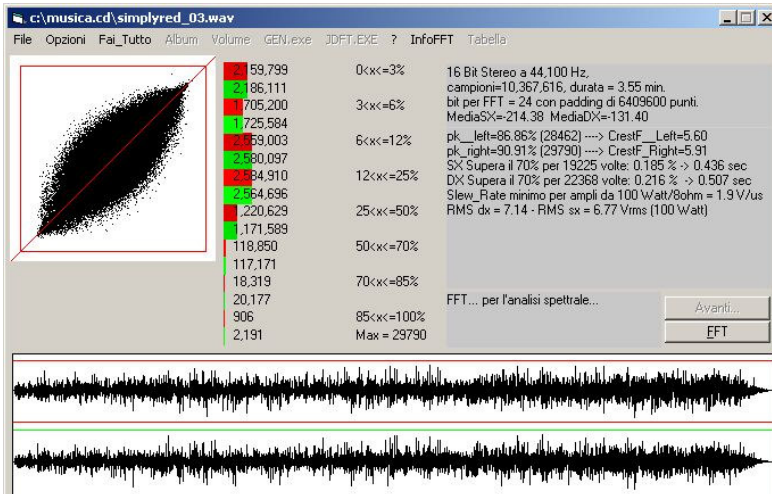 c:\musica.cd\simplyred_03.wav
File Opzioni Fai_Tutto Album Volume GEN.exe JDFT.EXE ? InfoFFT Tabella
2,159,799 0<x<=3%
2,186,111
1,705,200 3<x<=6%
1,725,584
2,559,003 6<x<=12%
2,580,097
2,584,910 12<x<=25%
2,564,696
1,220,629 25<x<=50%
1,171,589
118,850 50<x<=70%
117,171
18,319 70<x<=85%
20,177
906 85<x<=100%
2,191 Max = 29790
16 Bit Stereo a 44,100 Hz,
campioni=10,367,616, durata = 3.55 min.
bit per FFT = 24 con padding di 6409600 punti.
MediaSX=-214.38 MediaDX=-131.40
pk__left=86.86% (28462) ----> CrestF__Left=5.60
pk_right=90.91% (29790) ----> CrestF_Right=5.91
SX Supera il 70% per 19225 volte: 0.185 % -> 0.436 sec
DX Supera il 70% per 22368 volte: 0.216 % -> 0.507 sec
Slew_Rate minimo per ampli da 100 Watt/8ohm = 1.9 V/us
RMS dx = 7.14 - RMS sx = 6.77 Vrms (100 Watt)
FFT... per l'analisi spettrale...
Avanti...
FFT